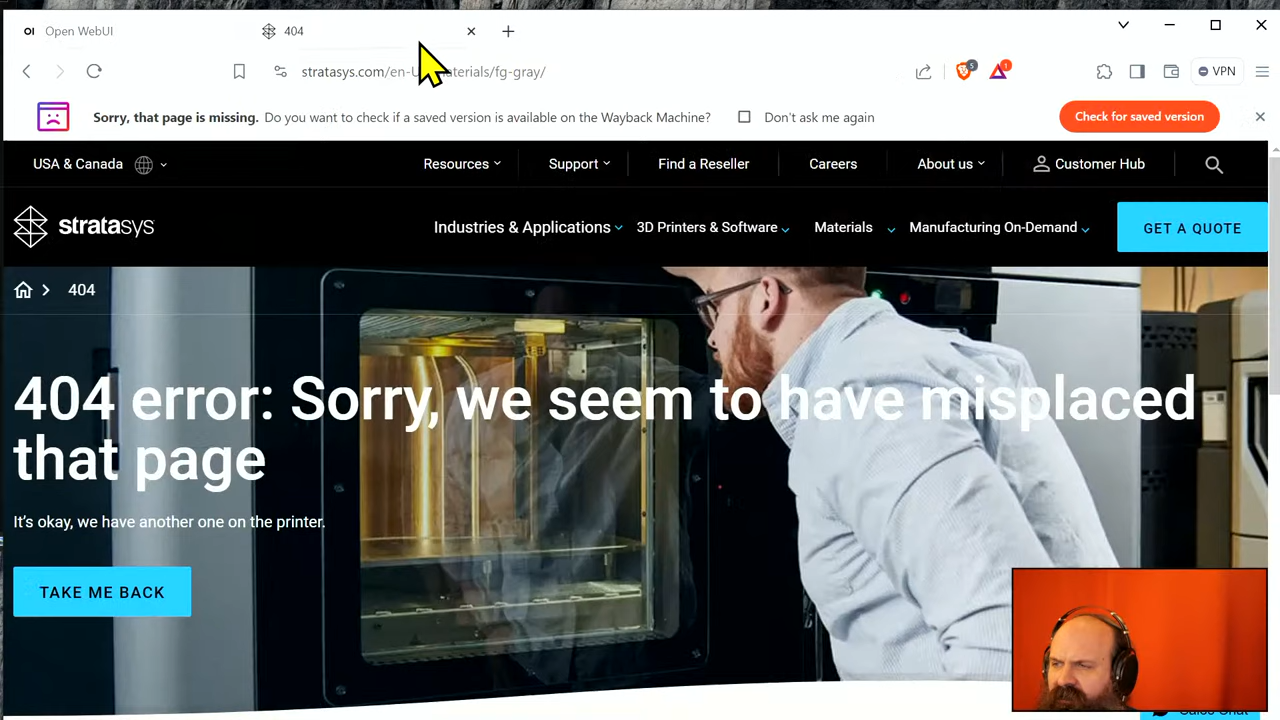 OI Open WebUI
404
stratasys.com/en-U
aterials/fg-gray/
5
1
VPN
Sorry, that page is missing. Do you want to check if a saved version is available on the Wayback Machine?
Don't ask me again
Check for saved version
USA & Canada
Resources
Support
Find a Reseller
Careers
About us
Customer Hub
stratasys
Industries & Applications
3D Printers & Software
Materials
Manufacturing On-Demand
GET A QUOTE
404
404 error: Sorry, we seem to have misplaced
that page
It's okay, we have another one on the printer.
TAKE ME BACK
Sales Chat